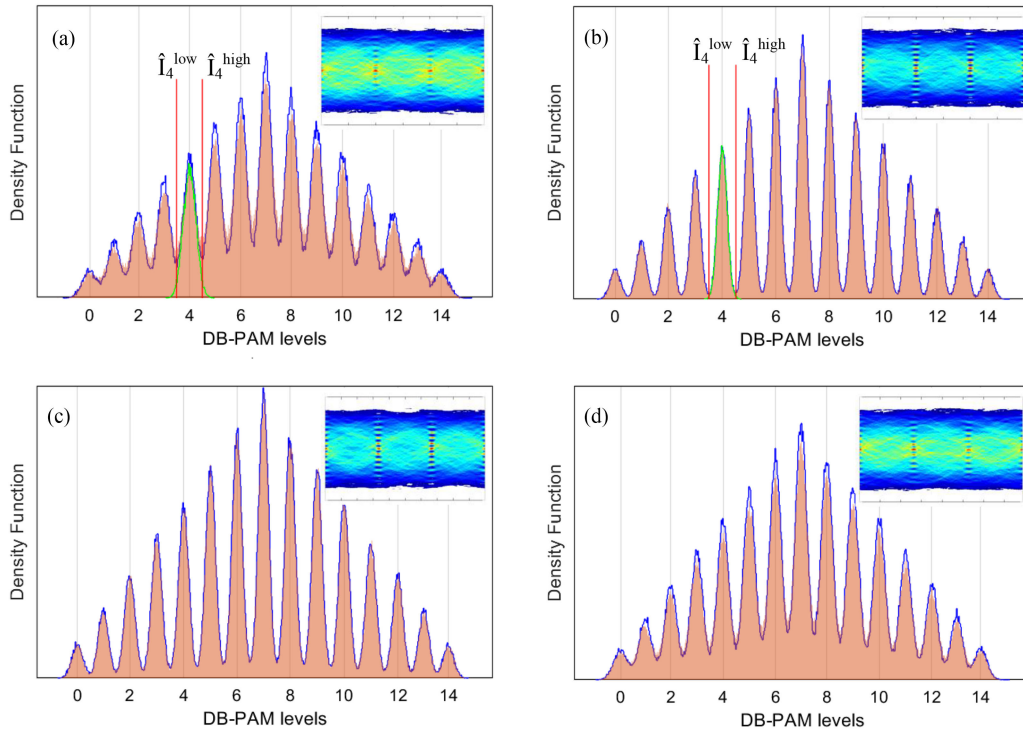 (a)
Î₄ˡᵒʷ Î₄ʰⁱᵍʰ
Density Function
0 2 4 6 8 10 12 14
DB-PAM levels
(b)
Î₄ˡᵒʷ Î₄ʰⁱᵍʰ
Density Function
0 2 4 6 8 10 12 14
DB-PAM levels
(c)
Density Function
0 2 4 6 8 10 12 14
DB-PAM levels
(d)
Density Function
0 2 4 6 8 10 12 14
DB-PAM levels